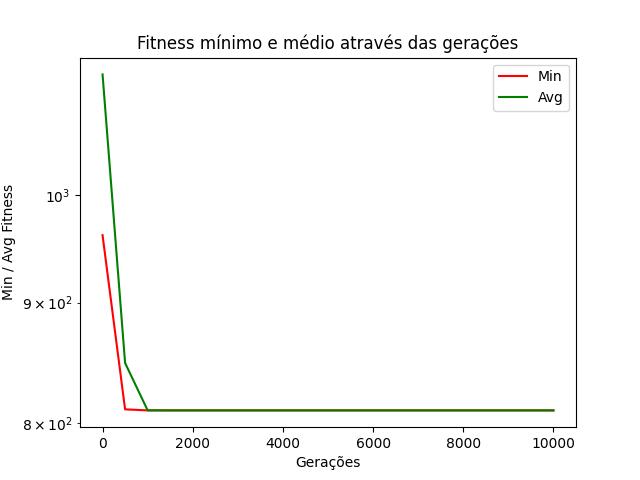 Fitness mínimo e médio através das gerações
Min
Avg
Min / Avg Fitness
10³
9 × 10²
8 × 10²
0 2000 4000 6000 8000 10000
Gerações